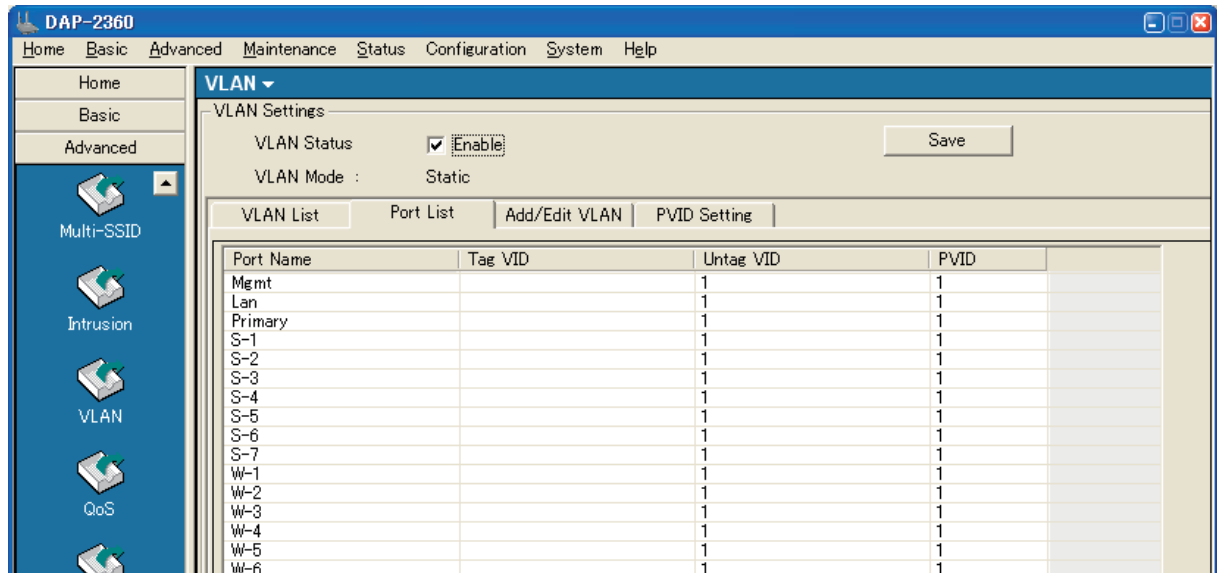 DAP-2360
Home Basic Advanced Maintenance Status Configuration System Help
Home
Basic
Advanced
Multi-SSID
Intrusion
VLAN
QoS
VLAN
VLAN Settings
VLAN Status Enable Save
VLAN Mode : Static
VLAN List Port List Add/Edit VLAN PVID Setting
Port Name Tag VID Untag VID PVID
Mgmt 1 1
Lan 1 1
Primary 1 1
S-1 1 1
S-2 1 1
S-3 1 1
S-4 1 1
S-5 1 1
S-6 1 1
S-7 1 1
W-1 1 1
W-2 1 1
W-3 1 1
W-4 1 1
W-5 1 1
W-6 1 1